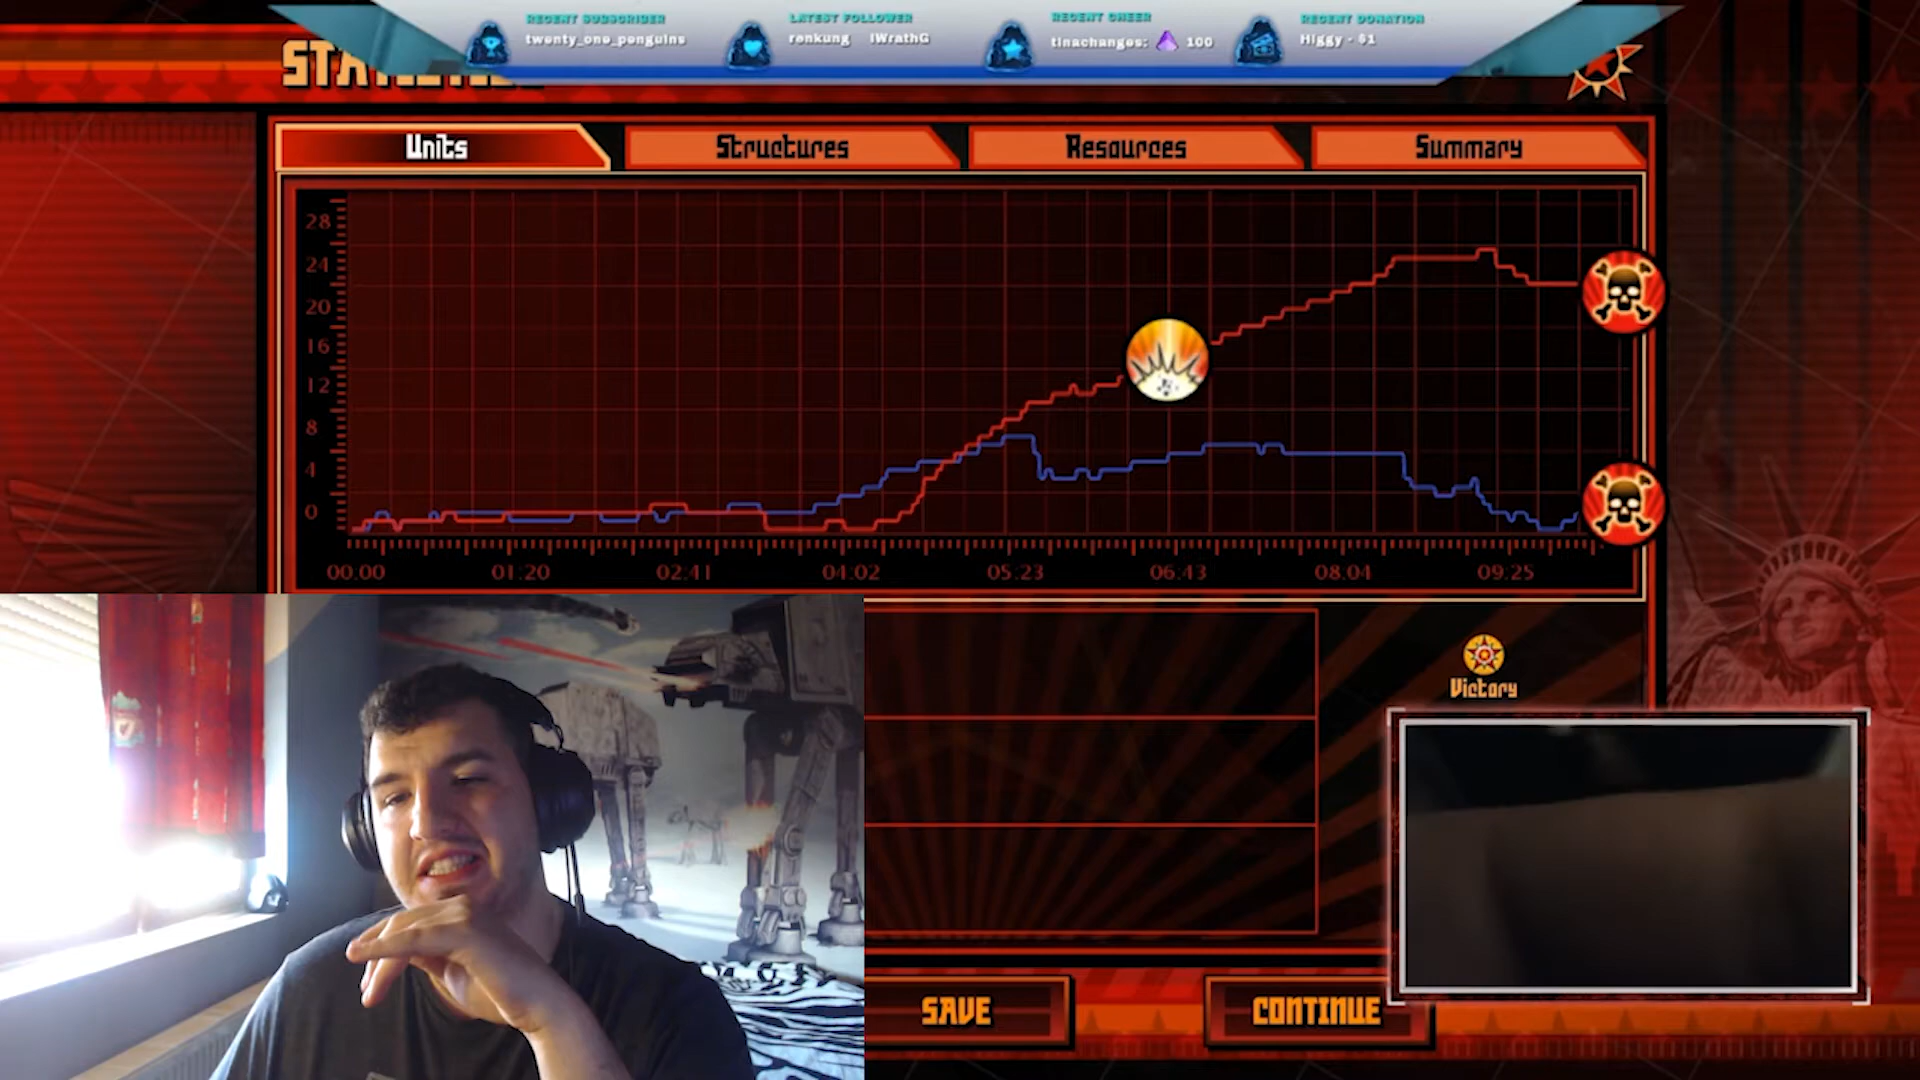 RECENT SUBSCRIBER
twenty_one_penguins
LATEST FOLLOWER
renkung IWrathG
RECENT CHEER
tinachanges: 100
RECENT DONATION
Higgy - $1
Units
Structures
Resources
Summary
28
24
20
16
12
8
4
0
00:00 01:20 02:41 04:02 05:23 06:43 08:04 09:25
Victory
SAVE
CONTINUE